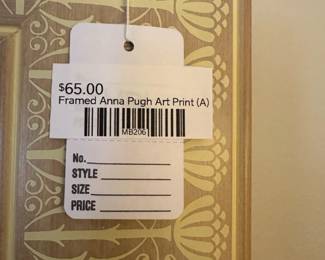 $65.00
Framed Anna Pugh Art Print (A)
MB206
No.
STYLE
SIZE
PRICE